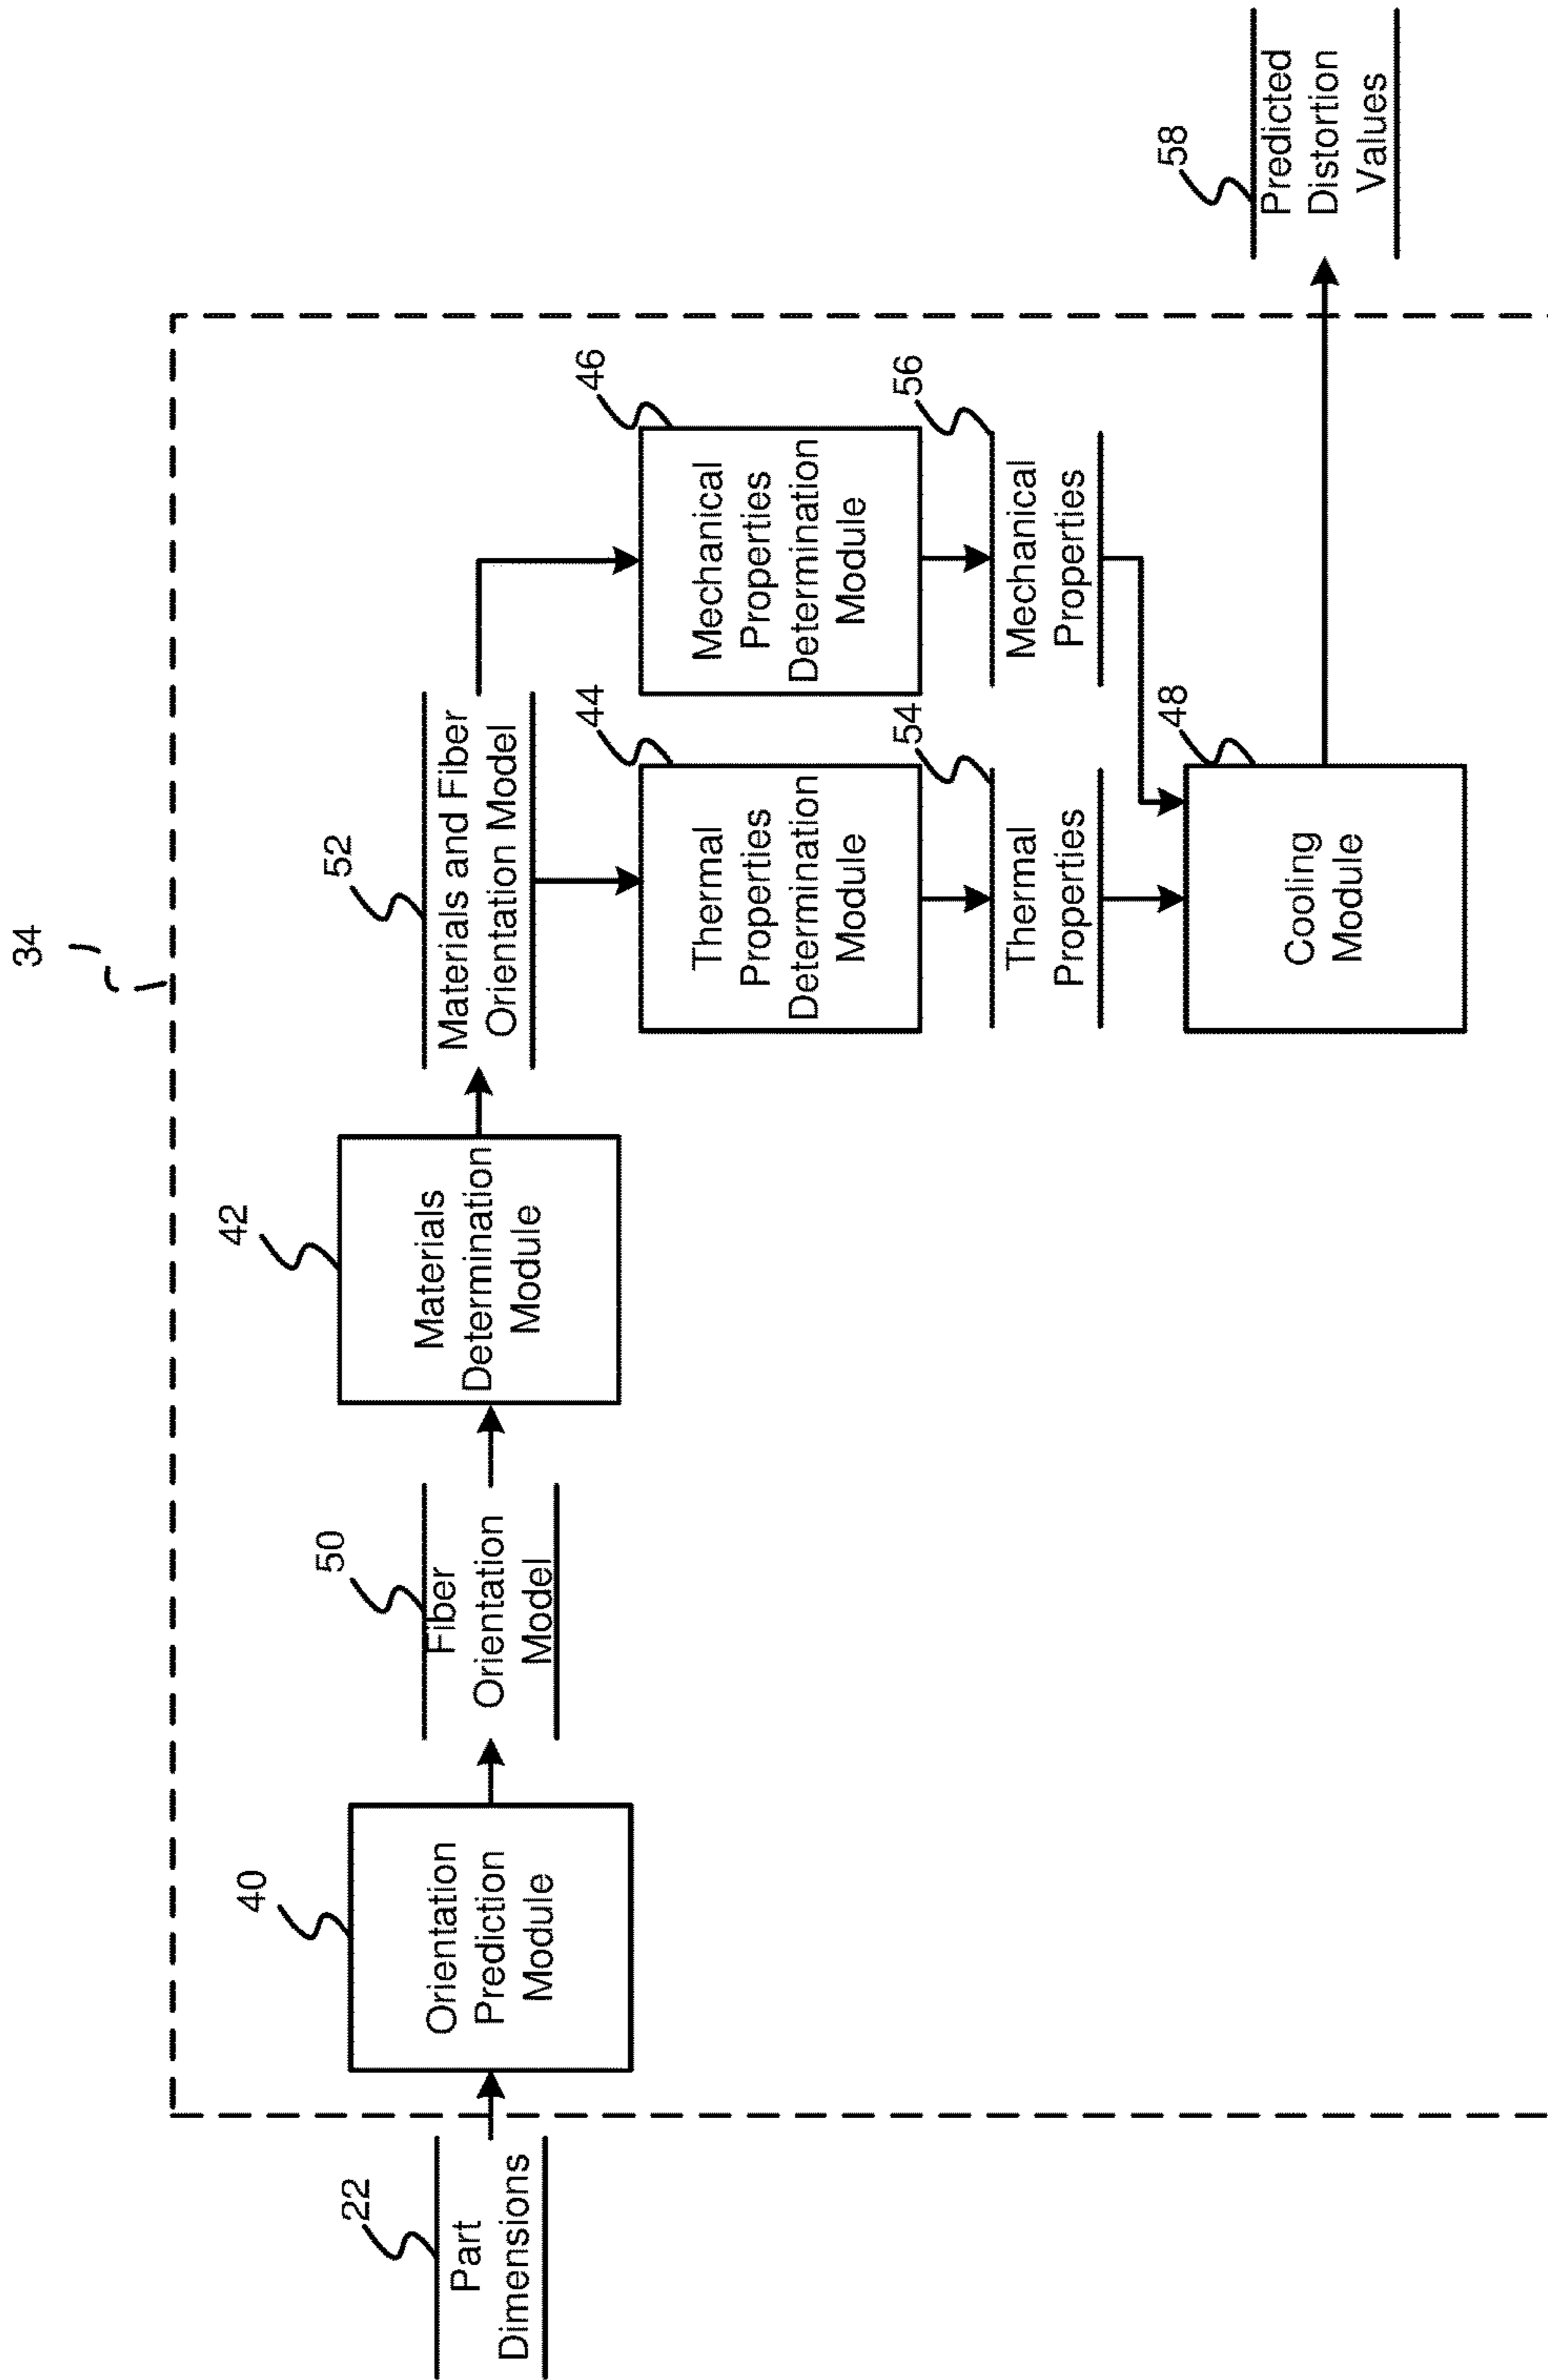 34
22
Part
Dimensions
40
Orientation
Prediction
Module
50
Fiber
Orientation
Model
42
Materials
Determination
Module
52
Materials and Fiber
Orientation Model
44
Thermal
Properties
Determination
Module
46
Mechanical
Properties
Determination
Module
54
Thermal
Properties
56
Mechanical
Properties
48
Cooling
Module
58
Predicted
Distortion
Values